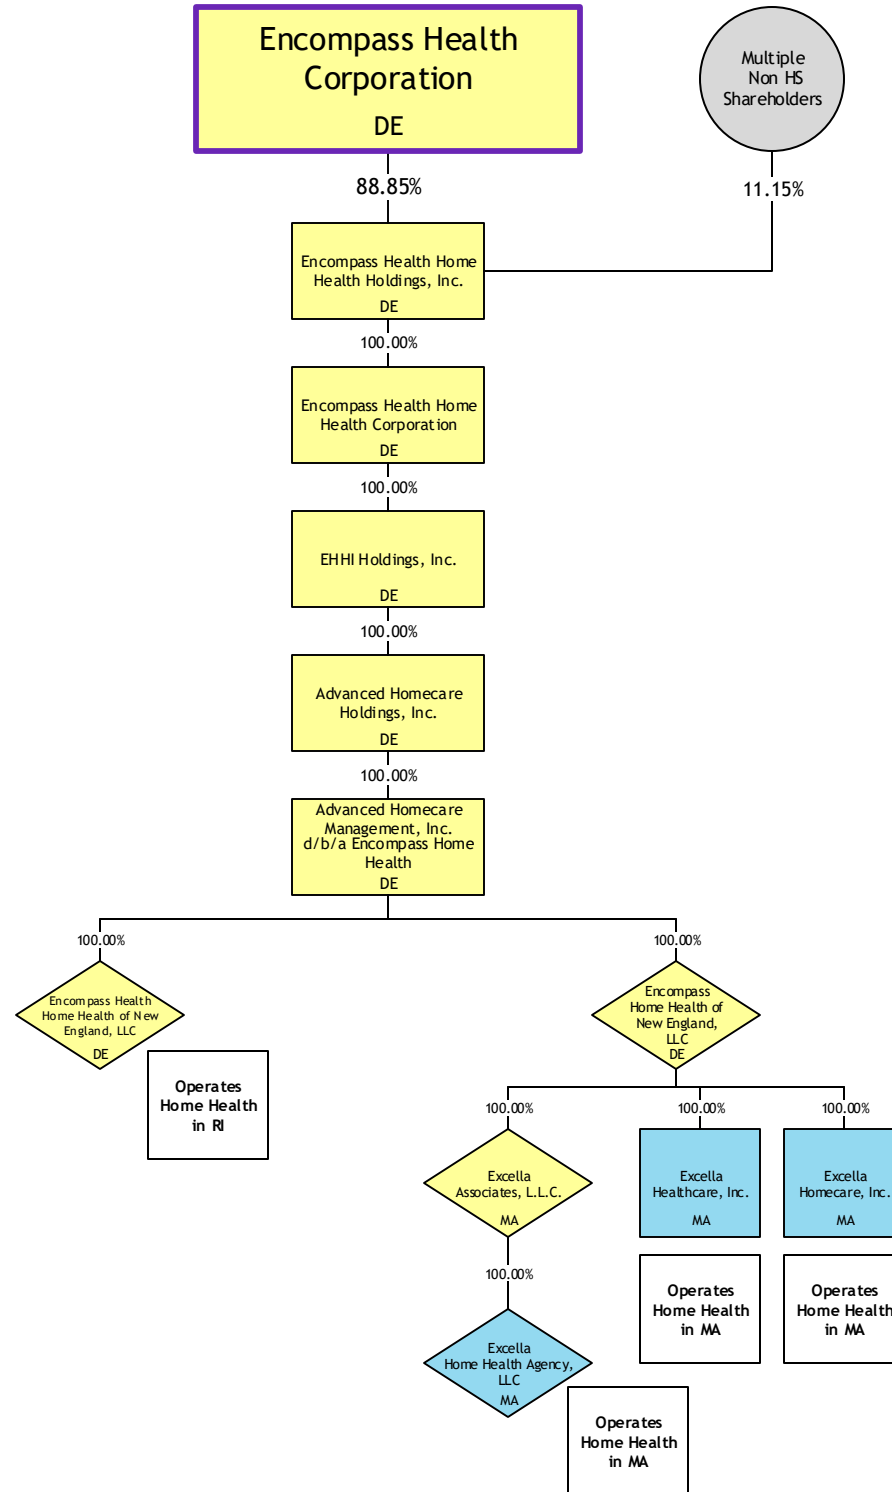 Encompass Health
Corporation
DE
Multiple
Non HS
Shareholders
88.85%
11.15%
Encompass Health Home
Health Holdings, Inc.
DE
100.00%
Encompass Health Home
Health Corporation
DE
100.00%
EHHI Holdings, Inc.
DE
100.00%
Advanced Homecare
Holdings, Inc.
DE
100.00%
Advanced Homecare
Management, Inc.
d/b/a Encompass Home
Health
DE
100.00%
Encompass Health
Home Health of New
England, LLC
DE
Operates
Home Health
in RI
100.00%
Encompass
Home Health of
New England,
LLC
DE
100.00%
Excella
Associates, L.L.C.
MA
100.00%
Excella
Home Health Agency,
LLC
MA
Operates
Home Health
in MA
100.00%
Excella
Healthcare, Inc.
MA
Operates
Home Health
in MA
100.00%
Excella
Homecare, Inc.
MA
Operates
Home Health
in MA